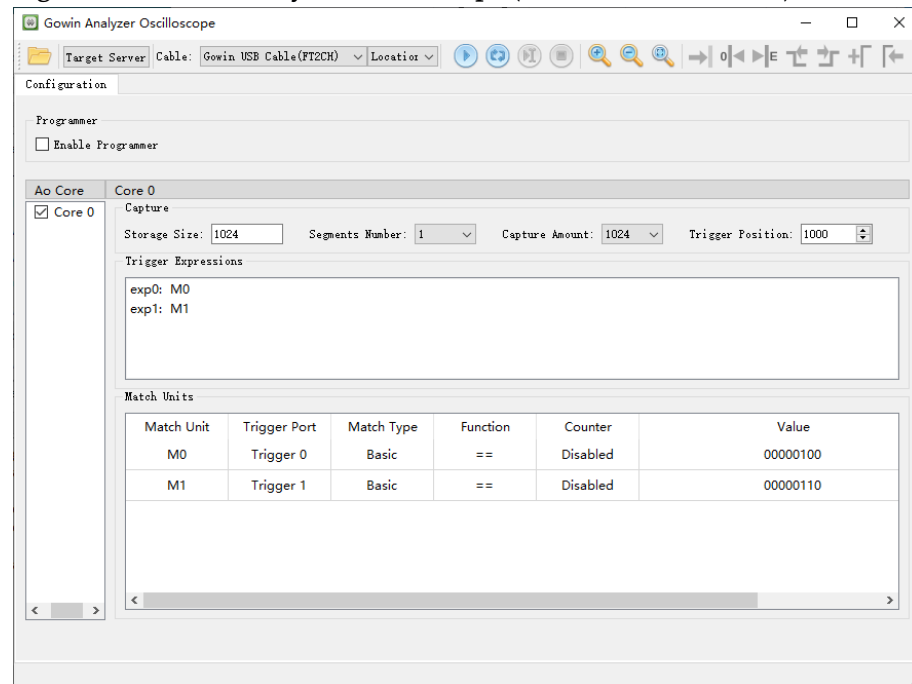 Gowin Analyzer Oscilloscope
Target Server Cable: Gowin USB Cable(FT2CH) Location
Configuration
Programmer
Enable Programmer
Ao Core Core 0
Core 0
Capture
Storage Size: 1024 Segments Number: 1 Capture Amount: 1024 Trigger Position: 1000
Trigger Expressions
exp0: M0
exp1: M1
Match Units
Match Unit Trigger Port Match Type Function Counter Value
M0 Trigger 0 Basic == Disabled 00000100
M1 Trigger 1 Basic == Disabled 00000110